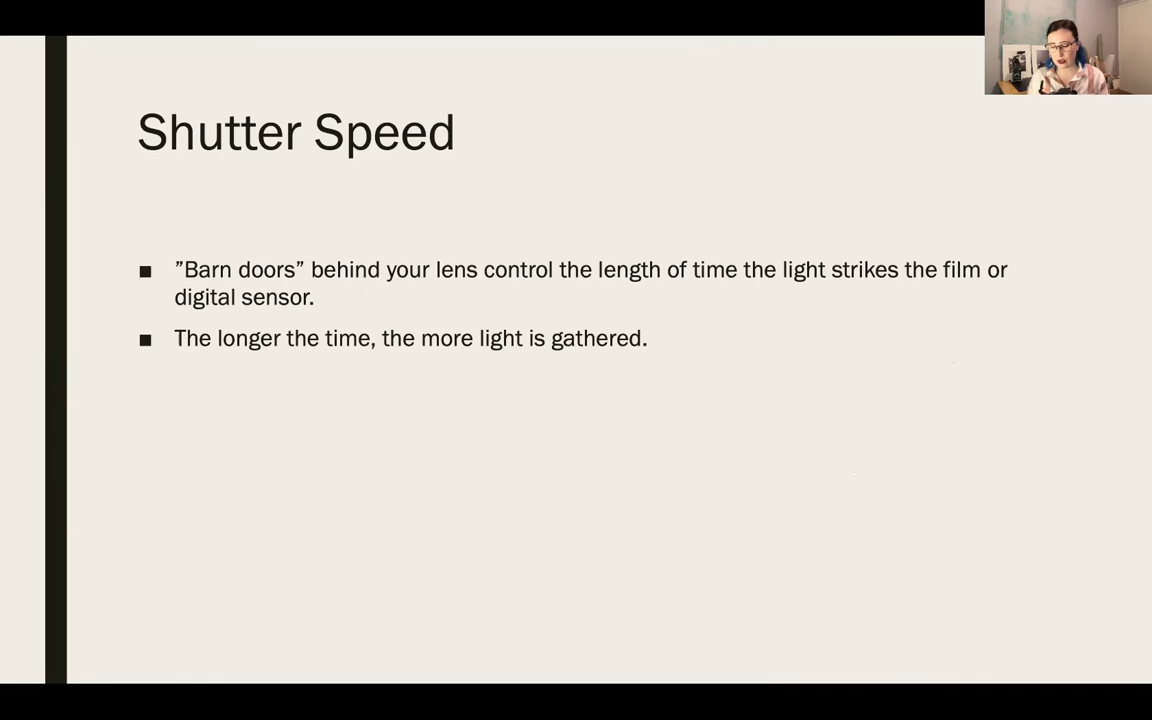 Shutter Speed
■ ”Barn doors” behind your lens control the length of time the light strikes the film or
digital sensor.
■ The longer the time, the more light is gathered.